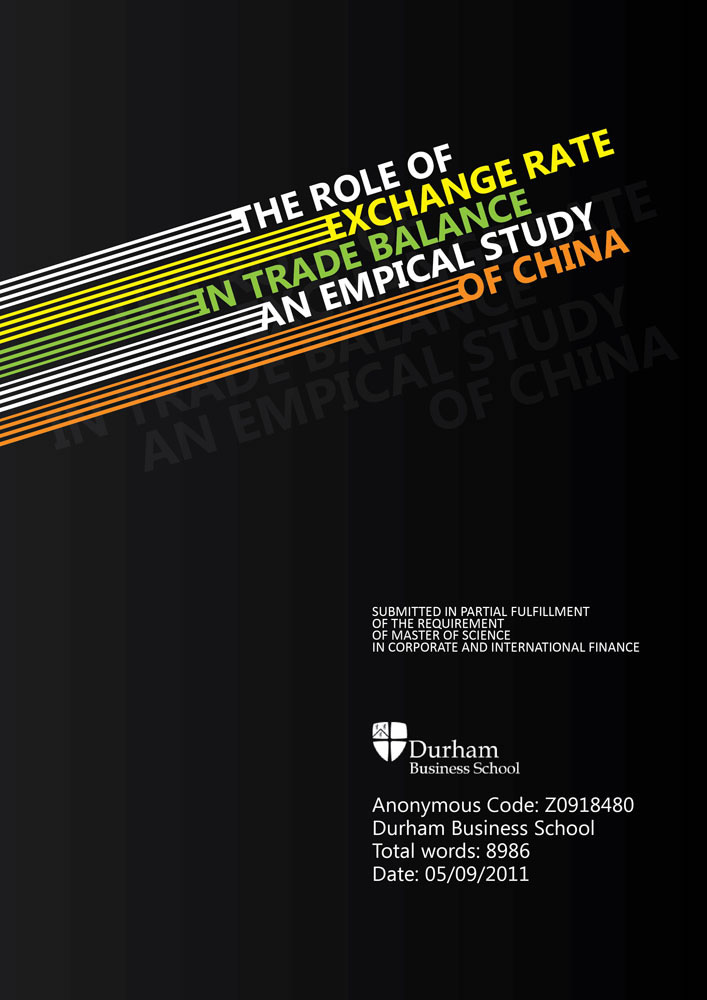 THE ROLE OF
EXCHANGE RATE
IN TRADE BALANCE
AN EMPICAL STUDY
OF CHINA
SUBMITTED IN PARTIAL FULFILLMENT
OF THE REQUIREMENT
OF MASTER OF SCIENCE
IN CORPORATE AND INTERNATIONAL FINANCE
Durham
Business School
Anonymous Code: Z0918480
Durham Business School
Total words: 8986
Date: 05/09/2011